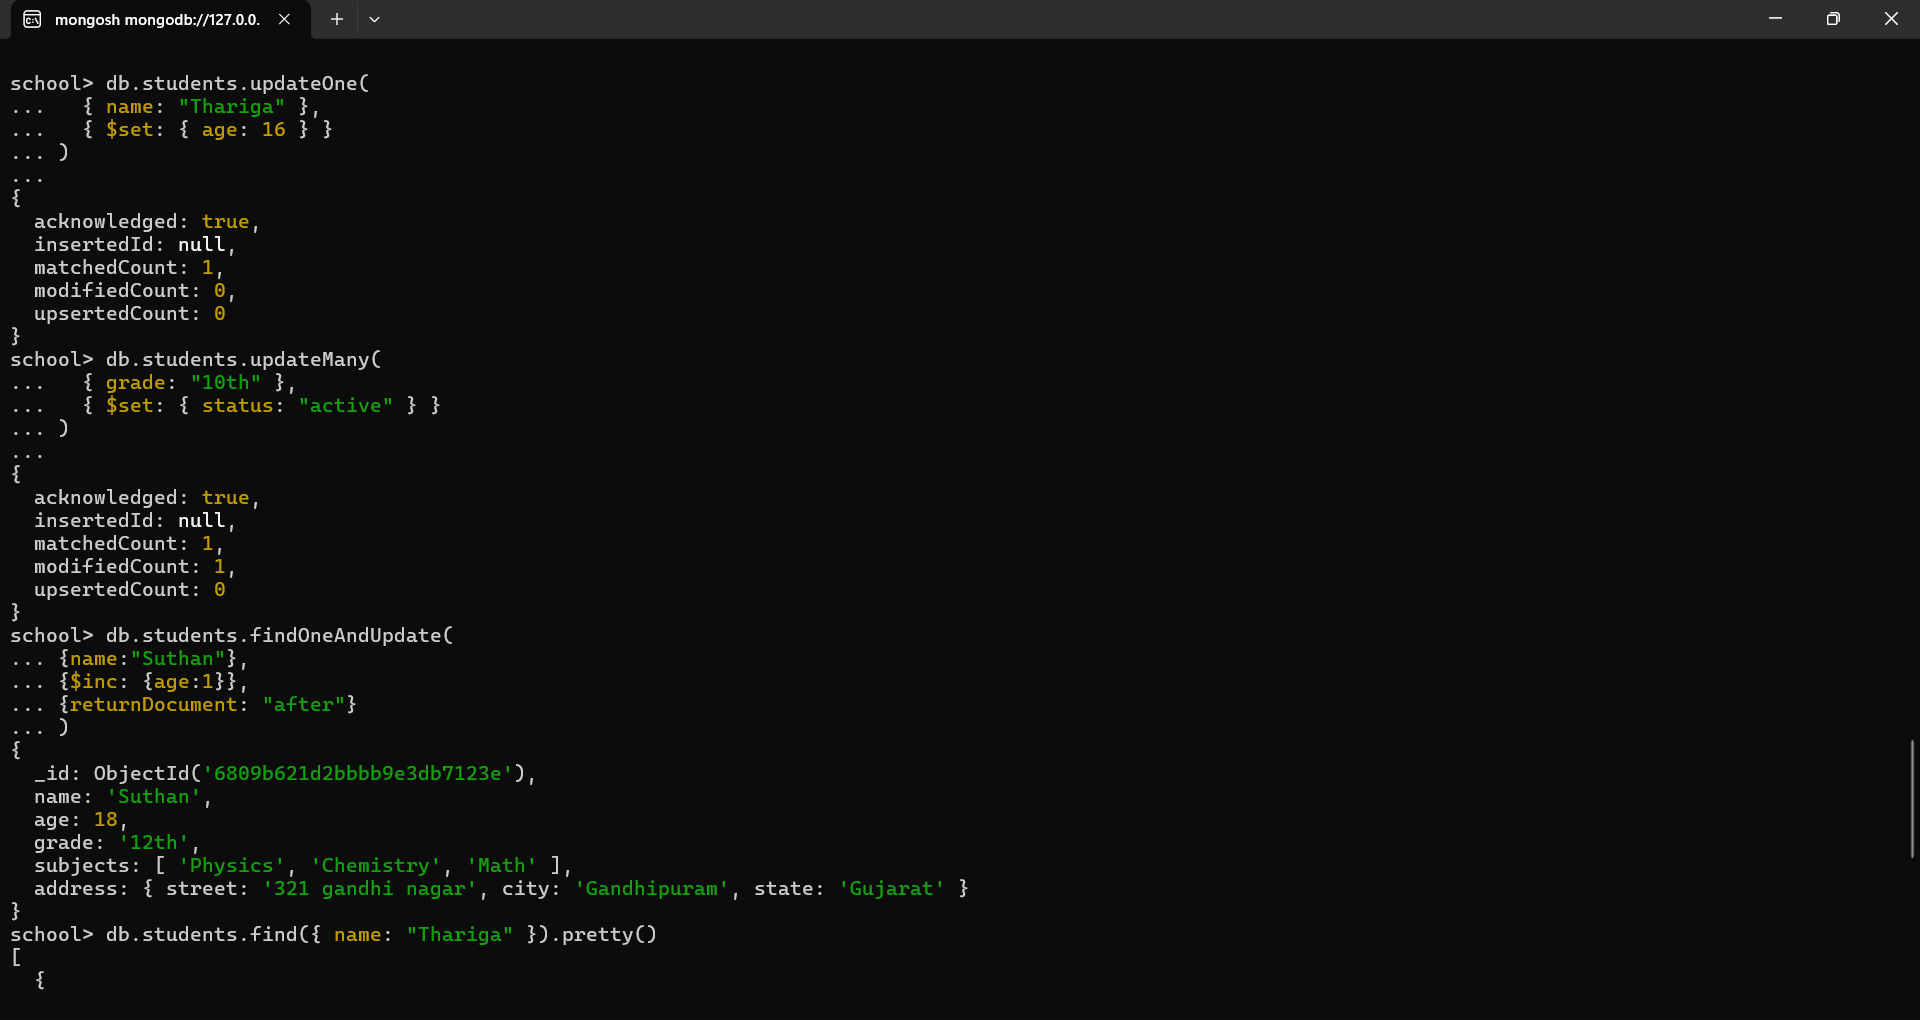 mongosh mongodb://127.0.0.
school> db.students.updateOne(
...   { name: "Thariga" },
...   { $set: { age: 16 } }
... )
...
{
  acknowledged: true,
  insertedId: null,
  matchedCount: 1,
  modifiedCount: 0,
  upsertedCount: 0
}
school> db.students.updateMany(
...   { grade: "10th" },
...   { $set: { status: "active" } }
... )
...
{
  acknowledged: true,
  insertedId: null,
  matchedCount: 1,
  modifiedCount: 1,
  upsertedCount: 0
}
school> db.students.findOneAndUpdate(
... {name:"Suthan"},
... {$inc: {age:1}},
... {returnDocument: "after"}
... )
{
  _id: ObjectId('6809b621d2bbbb9e3db7123e'),
  name: 'Suthan',
  age: 18,
  grade: '12th',
  subjects: [ 'Physics', 'Chemistry', 'Math' ],
  address: { street: '321 gandhi nagar', city: 'Gandhipuram', state: 'Gujarat' }
}
school> db.students.find({ name: "Thariga" }).pretty()
[
  {